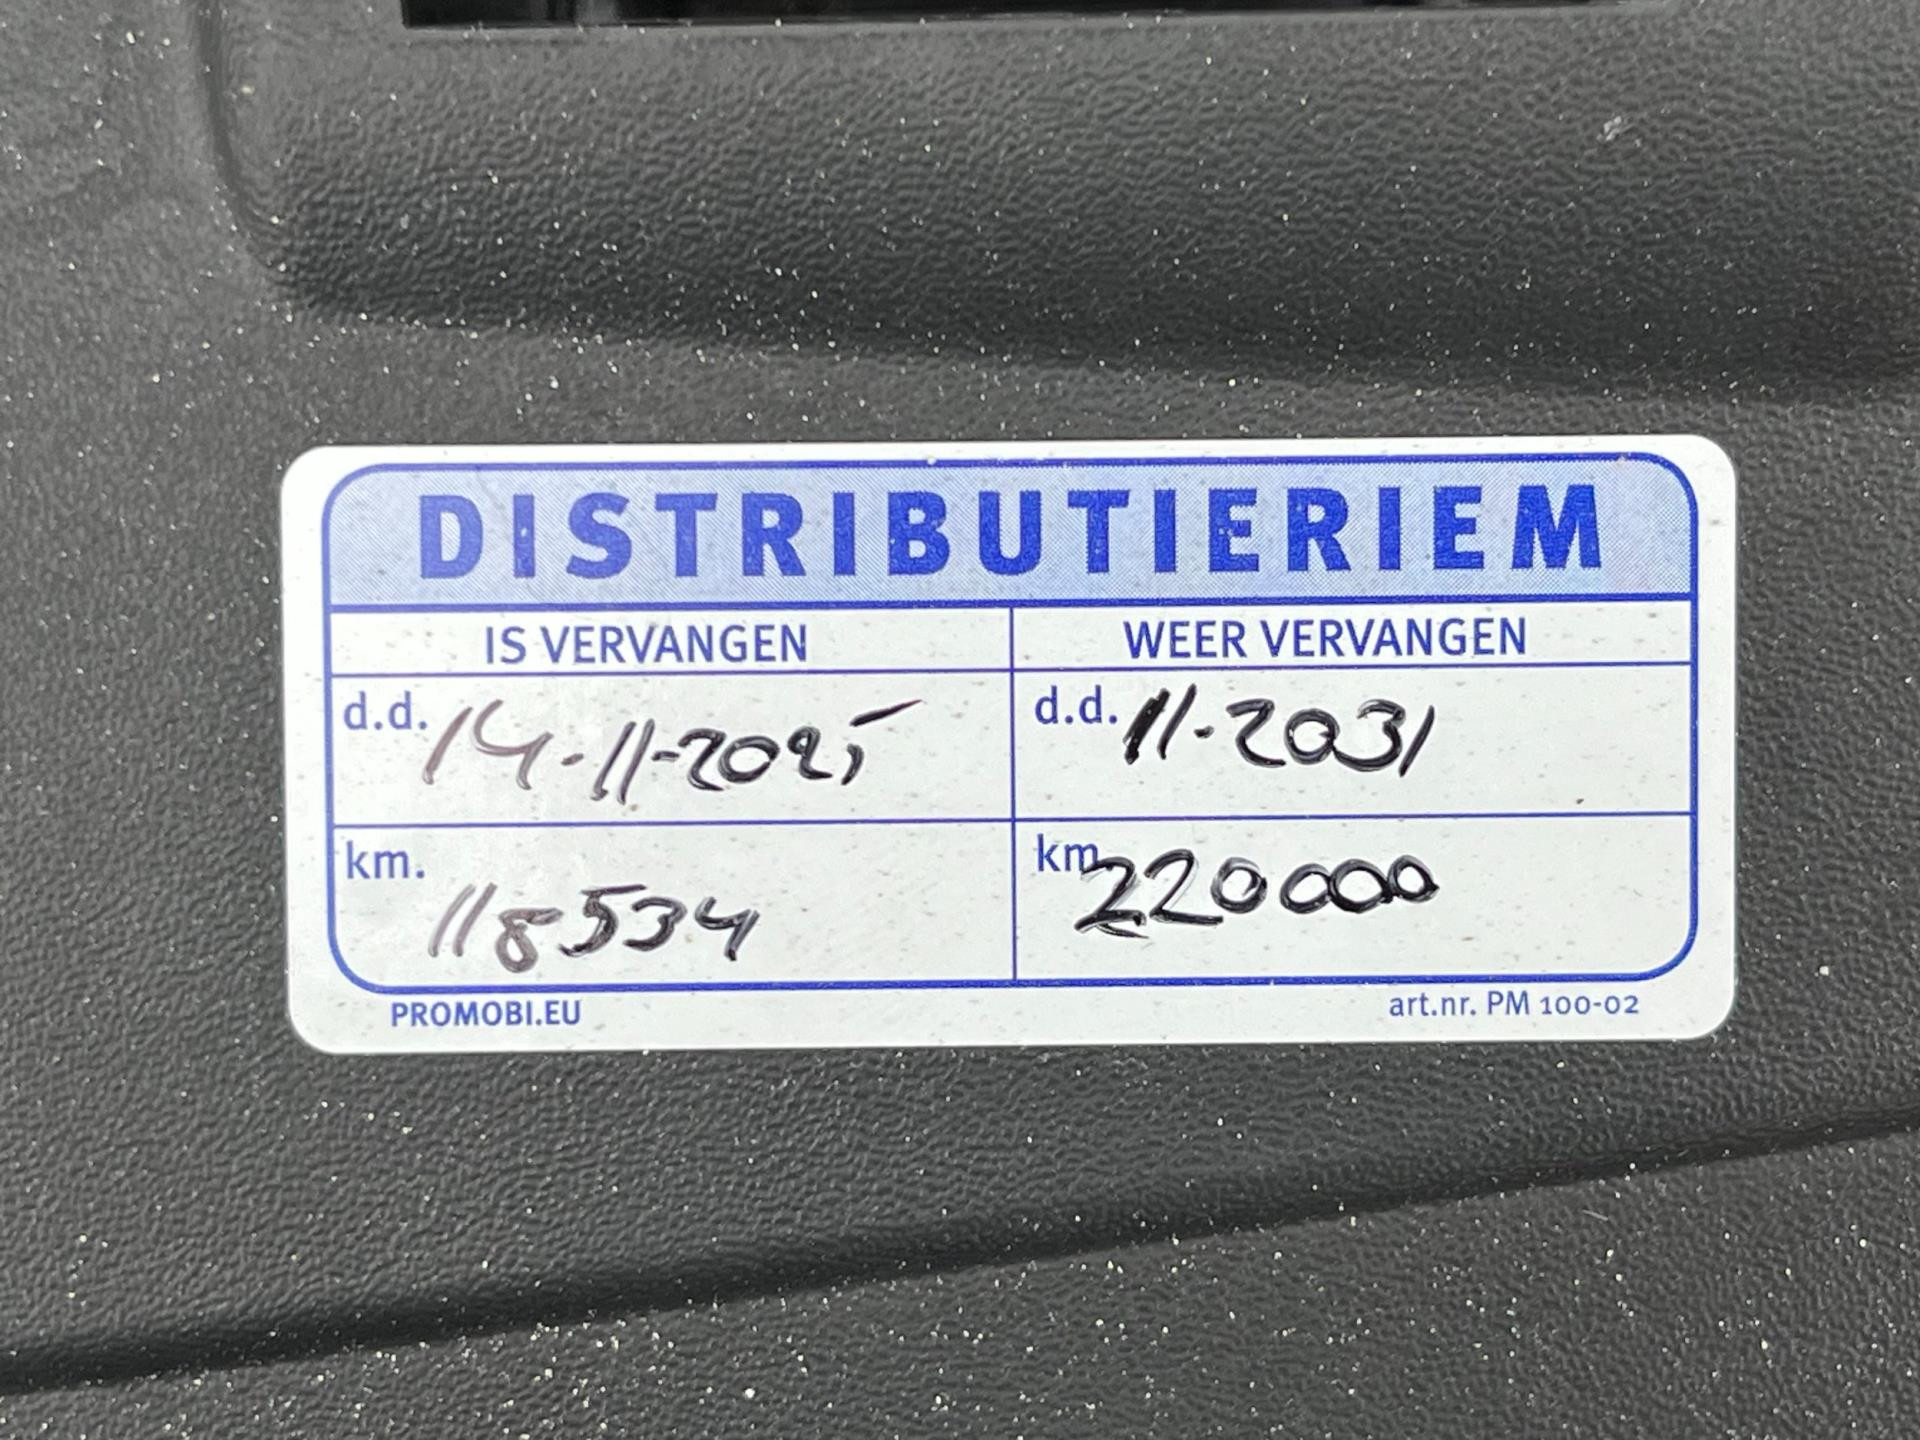 DISTRIBUTIERIEM
IS VERVANGEN WEER VERVANGEN
d.d. 14-11-2025 d.d. 11-2031
km. 118534 km. 220000
PROMOBI.EU art.nr. PM 100-02